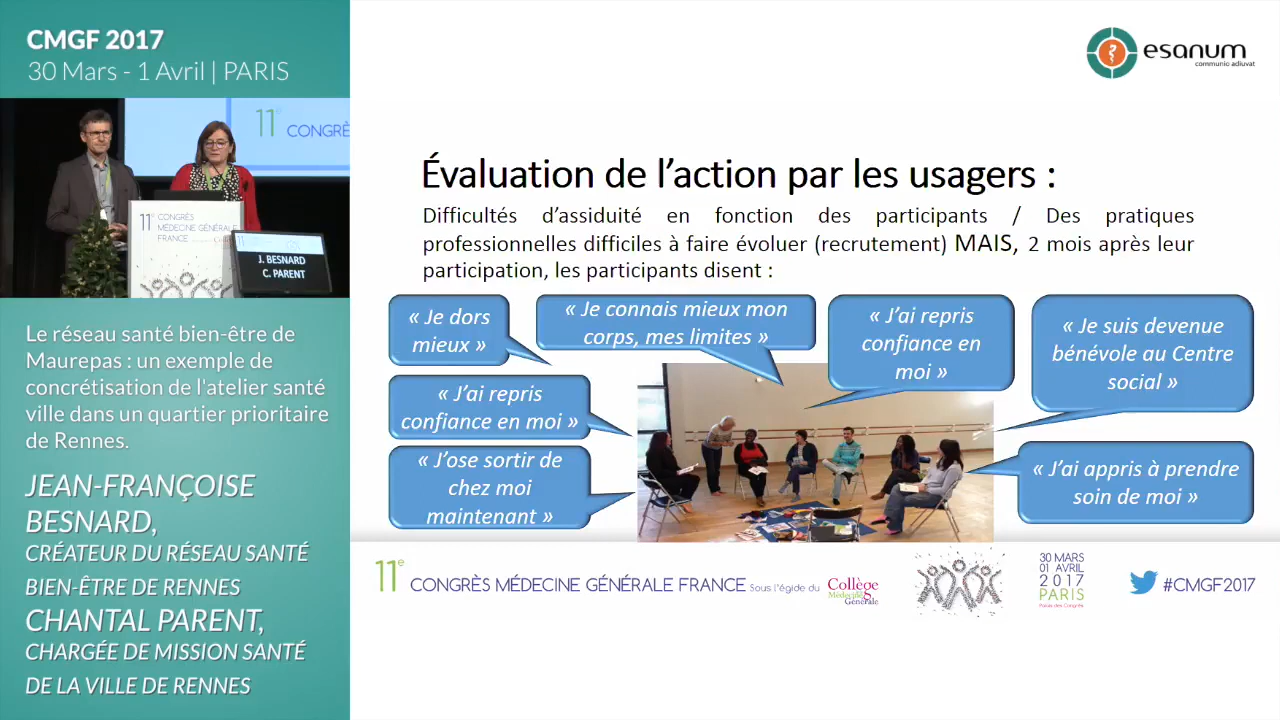 CMGF 2017
30 Mars - 1 Avril | PARIS
11e CONGRÈ
11e CONGRÈS
MÉDECINE GÉNÉRALE
FRANCE
J. BESNARD
C. PARENT
Le réseau santé bien-être de
Maurepas : un exemple de
concrétisation de l'atelier santé
ville dans un quartier prioritaire
de Rennes.
JEAN-FRANÇOISE
BESNARD,
CRÉATEUR DU RÉSEAU SANTÉ
BIEN-ÊTRE DE RENNES
CHANTAL PARENT,
CHARGÉE DE MISSION SANTÉ
DE LA VILLE DE RENNES
esanum
communio adiuvat
Évaluation de l'action par les usagers :
Difficultés d'assiduité en fonction des participants / Des pratiques
professionnelles difficiles à faire évoluer (recrutement) MAIS, 2 mois après leur
participation, les participants disent :
« Je dors
mieux »
« Je connais mieux mon
corps, mes limites »
« J'ai repris
confiance en
moi »
« Je suis devenue
bénévole au Centre
social »
« J'ai repris
confiance en moi »
« J'ose sortir de
chez moi
maintenant »
« J'ai appris à prendre
soin de moi »
11e CONGRÈS MÉDECINE GÉNÉRALE FRANCE Sous l'égide du
Collège
Médecine
Générale
30 MARS
01 AVRIL
2017
PARIS
Palais des Congrès
#CMGF2017